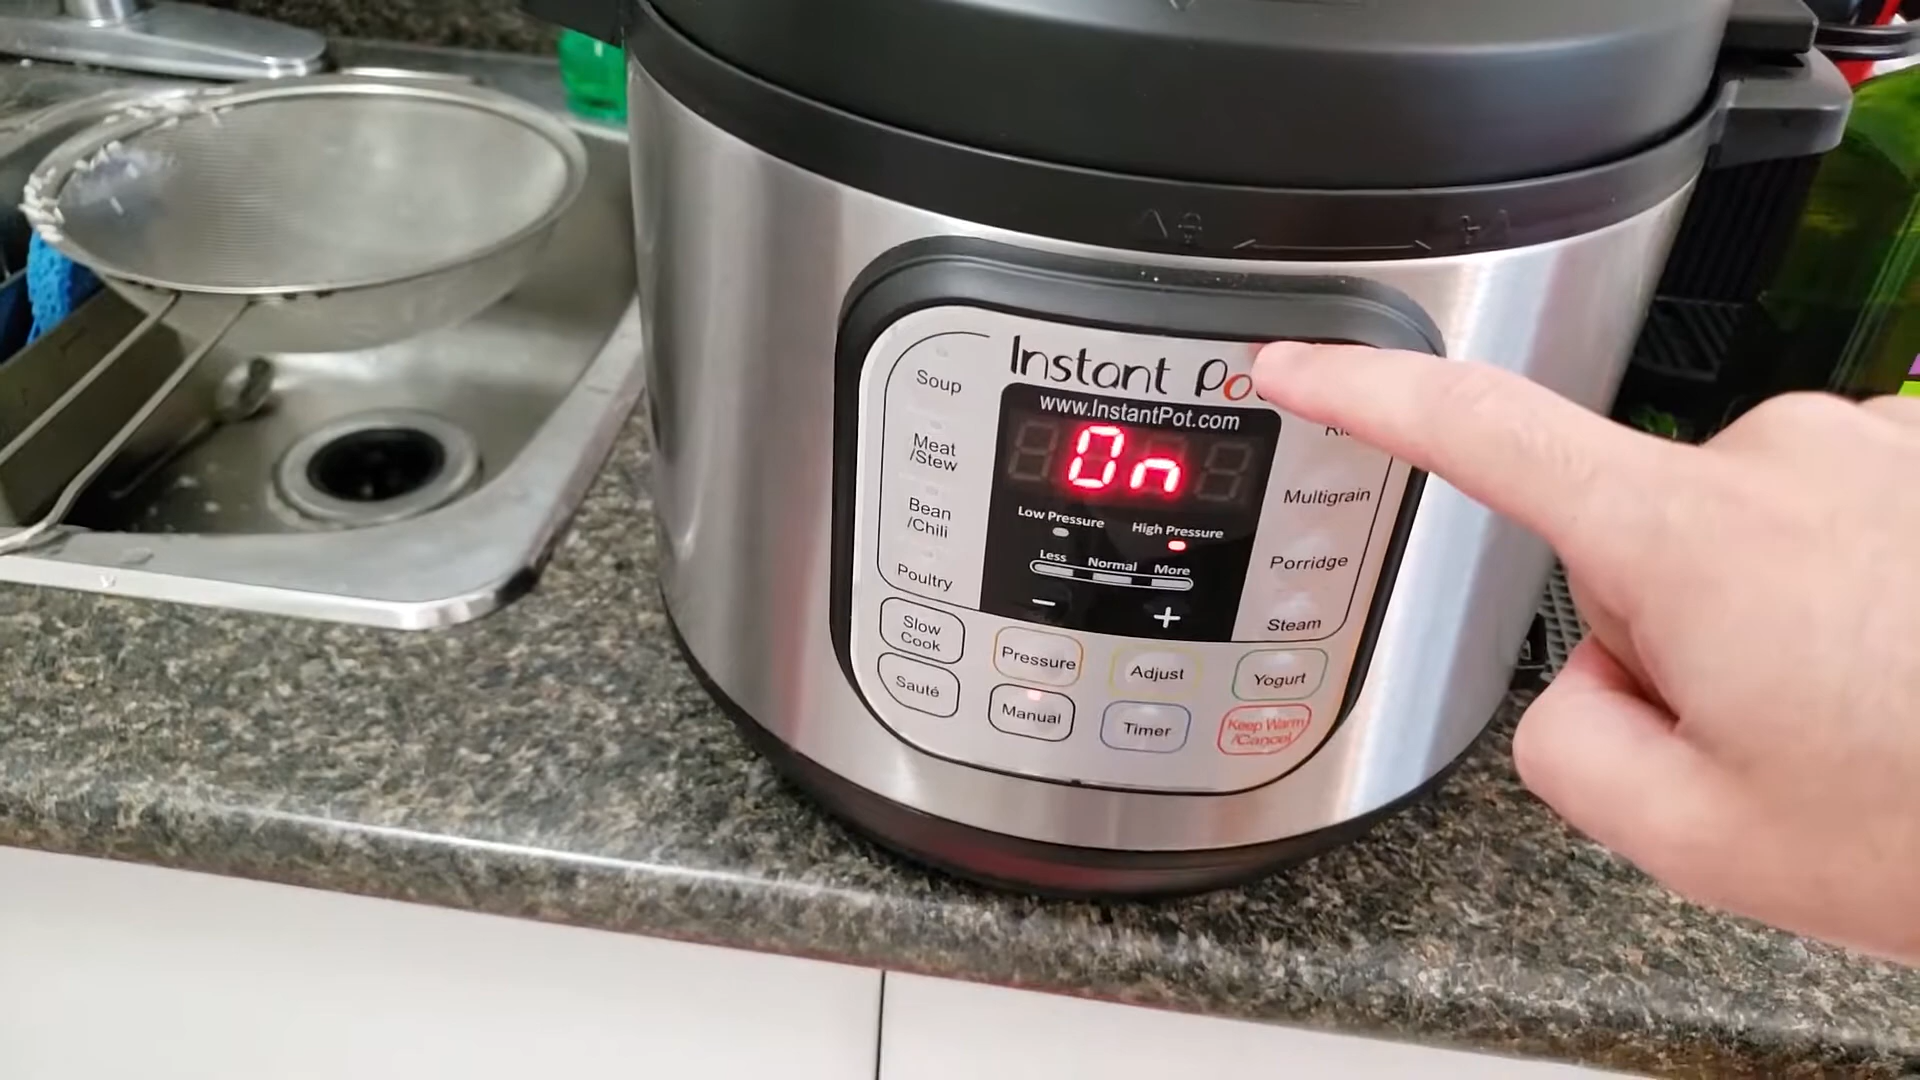 Instant Po
www.InstantPot.com
On
Low Pressure
High Pressure
Less
Normal
More
Soup
Meat
/Stew
Bean
/Chili
Poultry
Multigrain
Porridge
Steam
Slow
Cook
Pressure
Adjust
Yogurt
Sauté
Manual
Timer
Keep Warm
/Cancel